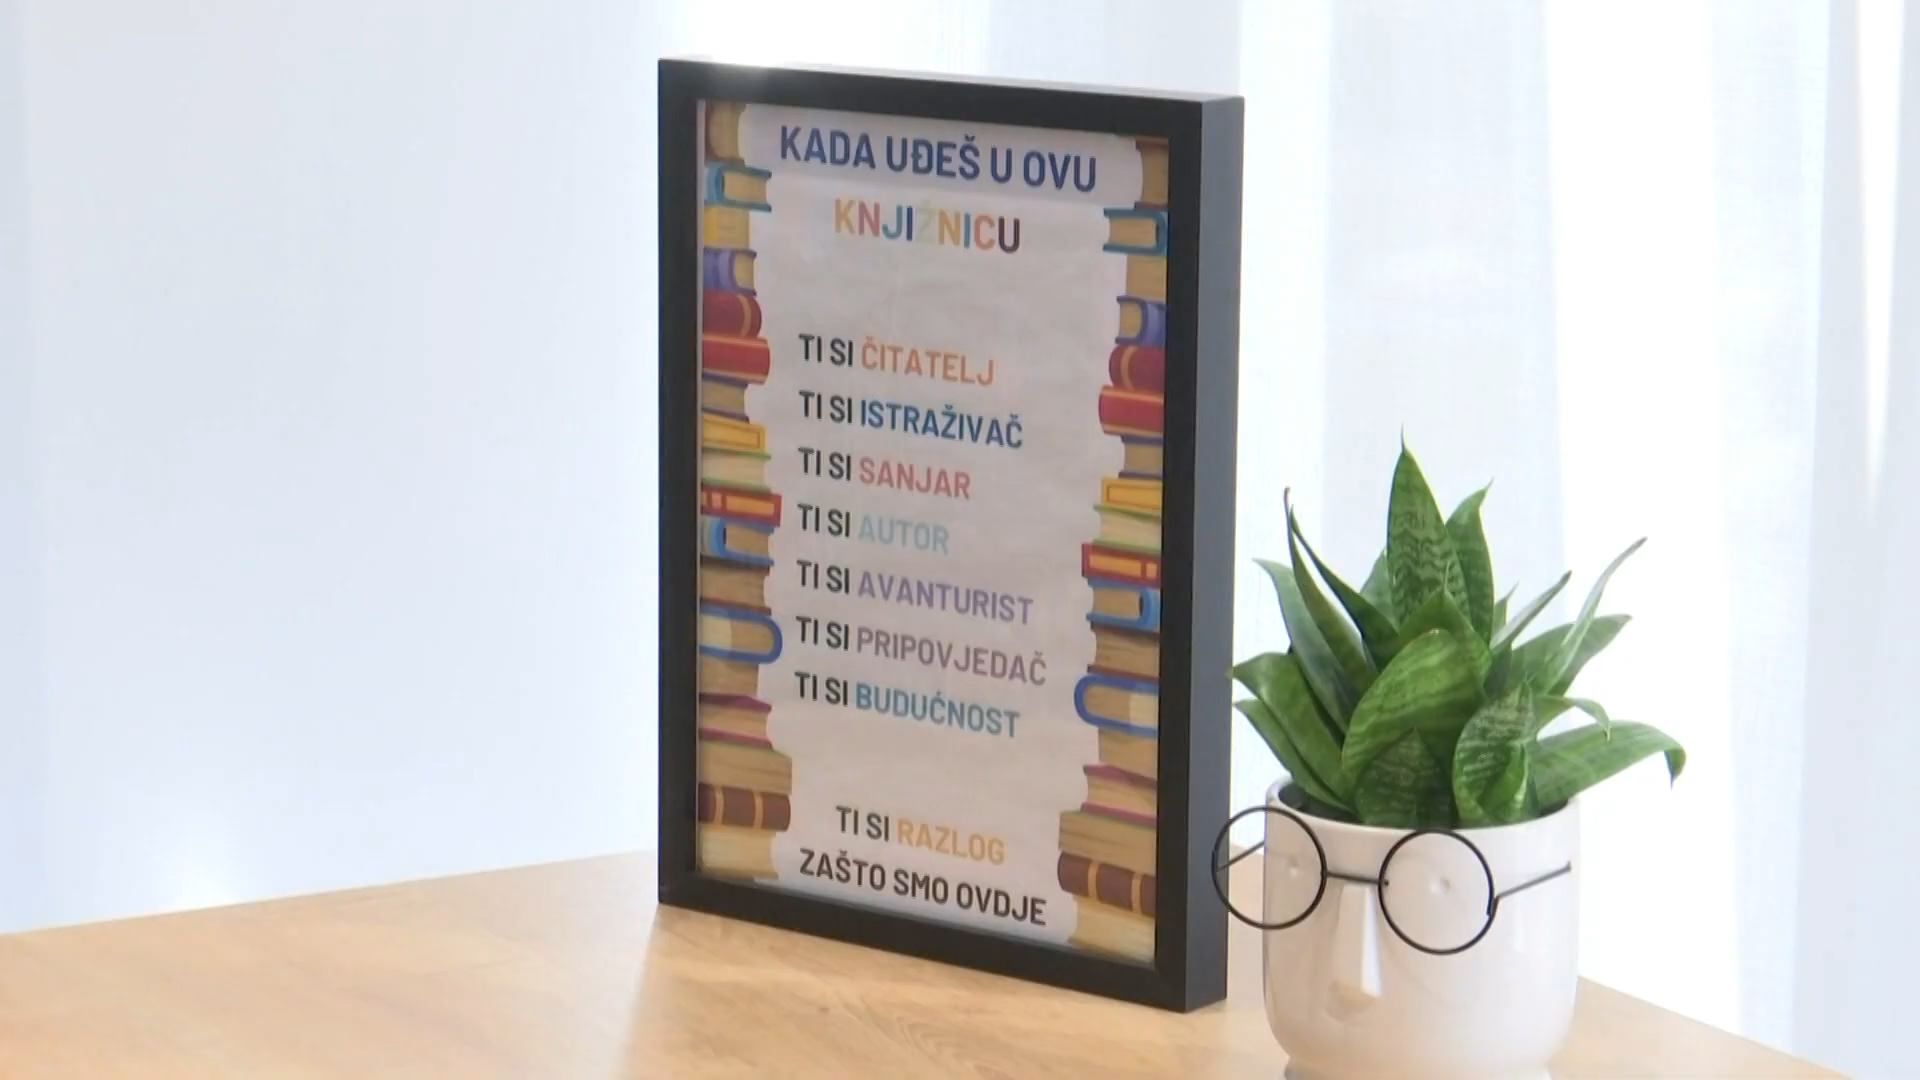 KADA UĐEŠ U OVU
KNJIŽNICU
TI SI ČITATELJ
TI SI ISTRAŽIVAČ
TI SI SANJAR
TI SI AUTOR
TI SI AVANTURIST
TI SI PRIPOVJEDAČ
TI SI BUDUĆNOST
TI SI RAZLOG
ZAŠTO SMO OVDJE